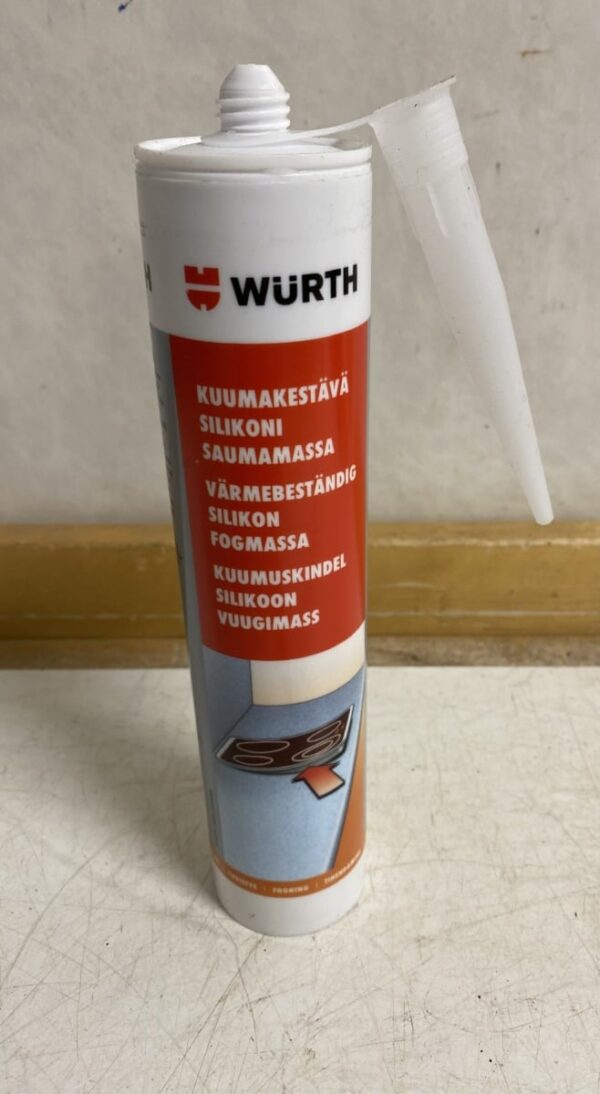 WÜRTH
KUUMAKESTÄVÄ
SILIKONI
SAUMAMASSA
VÄRMEBESTÄNDIG
SILIKON
FOGMASSA
KUUMUSKINDEL
SILIKOON
VUUGIMASS
FOGNING